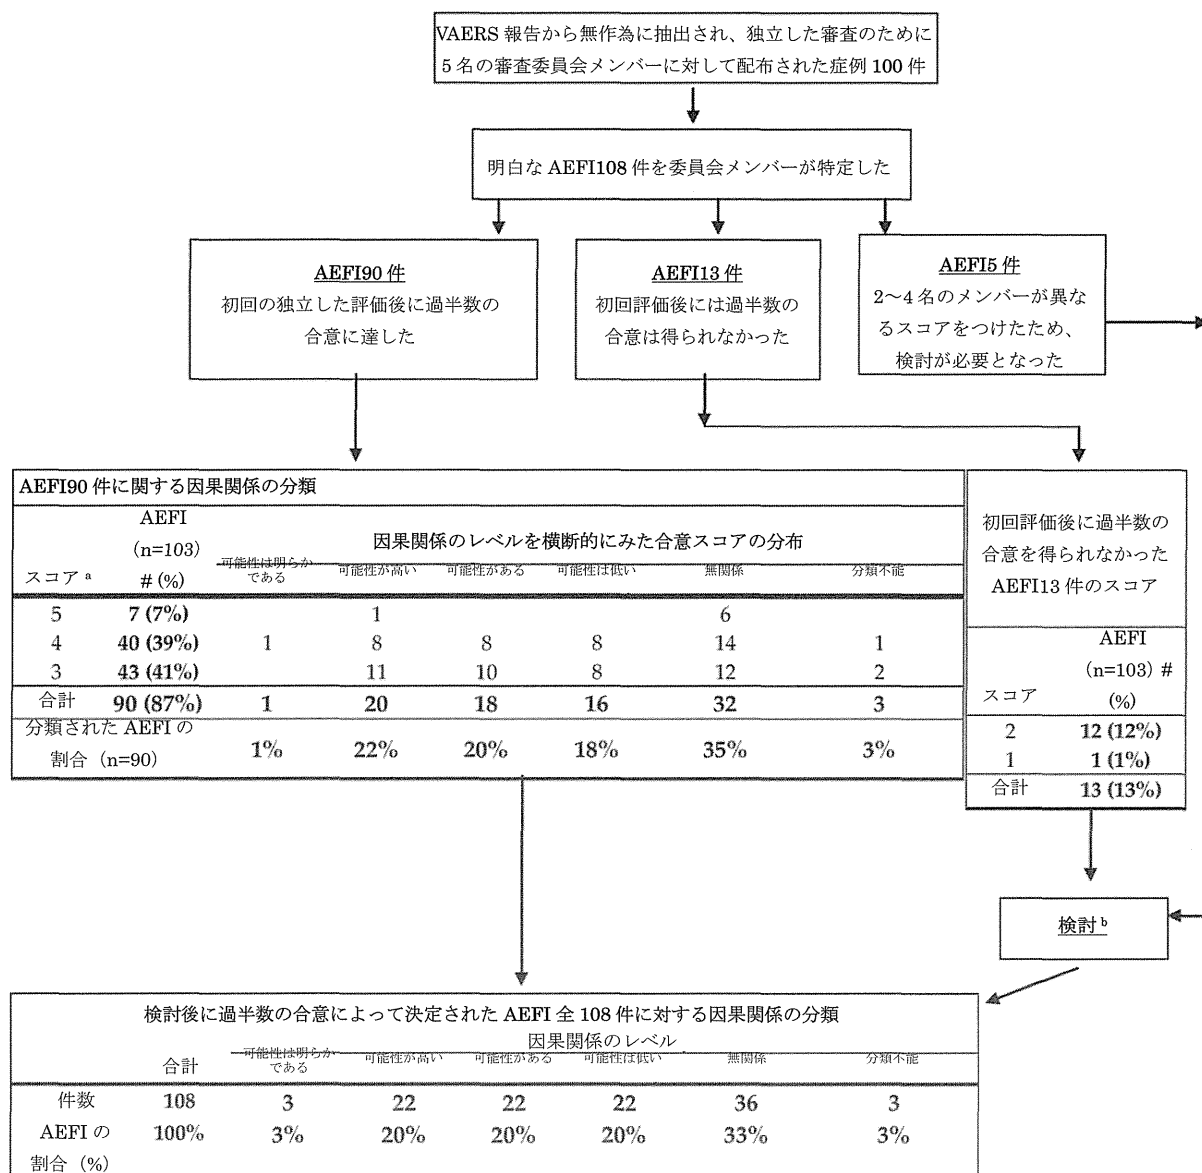 VAERS 報告から無作為に抽出され、独立した審査のために
5 名の審査委員会メンバーに対して配布された症例 100 件
明白な AEFI108 件を委員会メンバーが特定した
AEFI90 件
初回の独立した評価後に過半数の
合意に達した
AEFI13 件
初回評価後には過半数の
合意は得られなかった
AEFI5 件
2~4 名のメンバーが異な
るスコアをつけたため、
検討が必要となった
AEFI90 件に関する因果関係の分類
AEFI
(n=103)
# (%)
スコア a
因果関係のレベルを横断的にみた合意スコアの分布
可能性は明らか
である
可能性が高い 可能性がある 可能性は低い 無関係 分類不能
5 7 (7%) 1 6
4 40 (39%) 1 8 8 8 14 1
3 43 (41%) 11 10 8 12 2
合計 90 (87%) 1 20 18 16 32 3
分類された AEFI の
割合 (n=90) 1% 22% 20% 18% 35% 3%
初回評価後に過半数の
合意を得られなかった
AEFI13 件のスコア
AEFI
(n=103) #
スコア (%)
2 12 (12%)
1 1 (1%)
合計 13 (13%)
検討 b
検討後に過半数の合意によって決定された AEFI 全 108 件に対する因果関係の分類
因果関係のレベル
合計
可能性は明らか
である
可能性が高い 可能性がある 可能性は低い 無関係 分類不能
件数 108 3 22 22 22 36 3
AEFI の 100% 3% 20% 20% 20% 33% 3%
割合 (%)